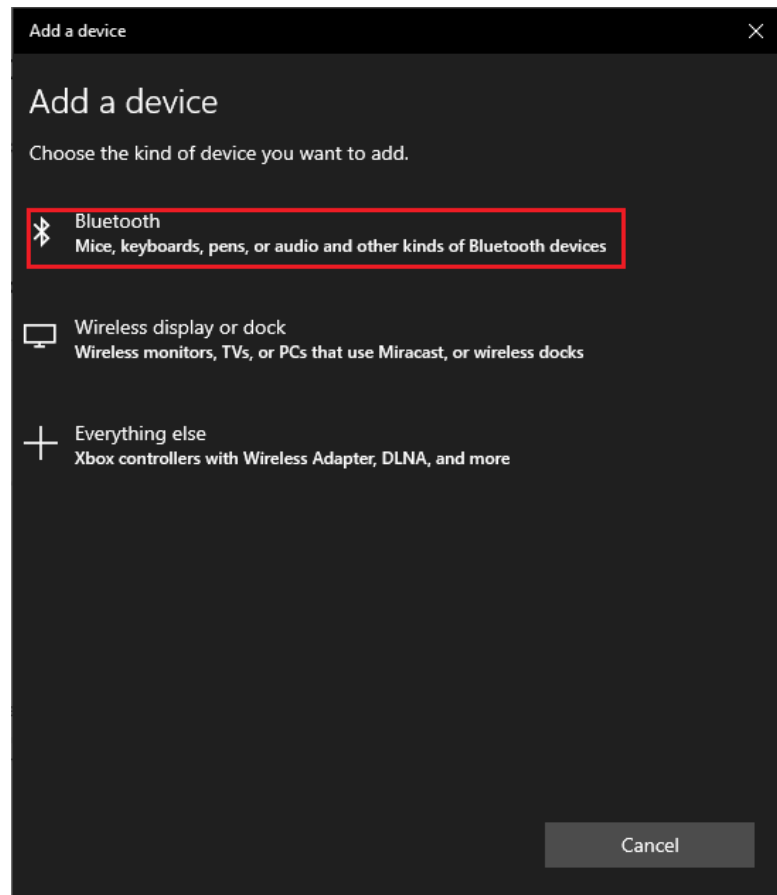 Add a device
Add a device
Choose the kind of device you want to add.
Bluetooth
Mice, keyboards, pens, or audio and other kinds of Bluetooth devices
Wireless display or dock
Wireless monitors, TVs, or PCs that use Miracast, or wireless docks
Everything else
Xbox controllers with Wireless Adapter, DLNA, and more
Cancel